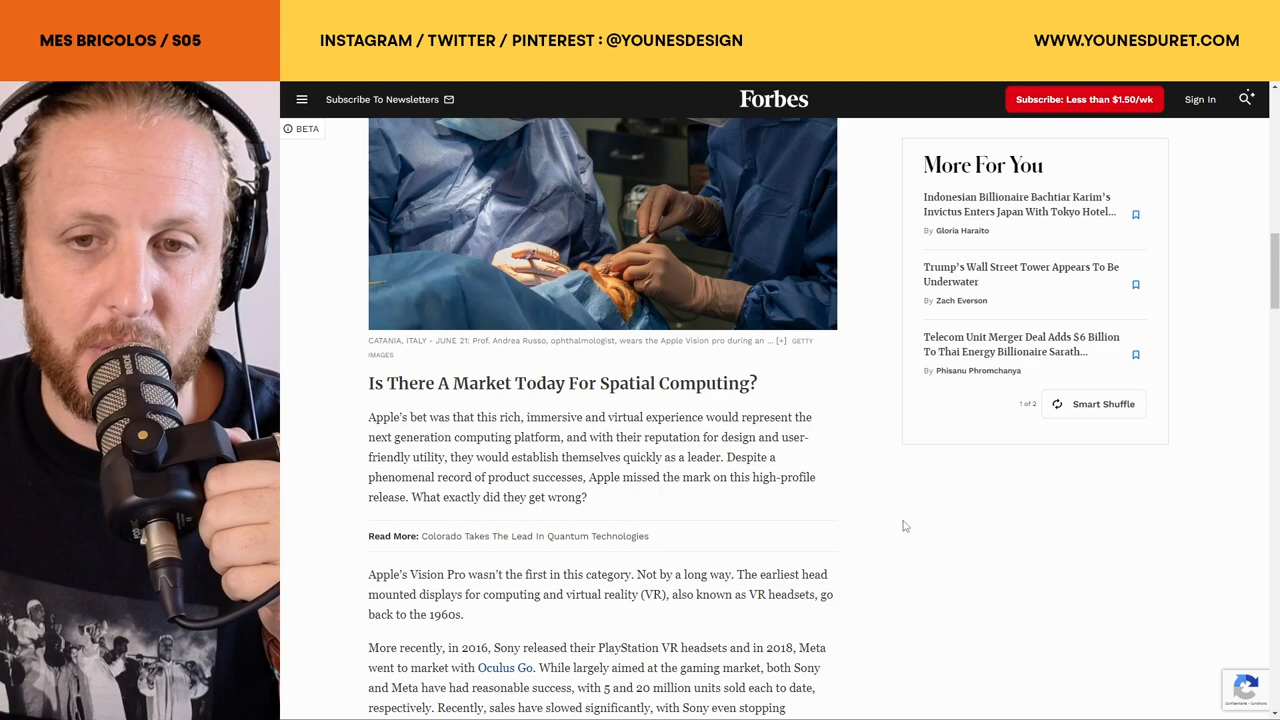 MES BRICOLOS / S05
INSTAGRAM / TWITTER / PINTEREST : @YOUNESDESIGN
WWW.YOUNESDURET.COM
Subscribe To Newsletters
Forbes
Subscribe: Less than $1.50/wk
Sign In
BETA
CATANIA, ITALY - JUNE 21: Prof. Andrea Russo, ophthalmologist, wears the Apple Vision pro during an ... [+] GETTY
IMAGES
Is There A Market Today For Spatial Computing?
Apple's bet was that this rich, immersive and virtual experience would represent the
next generation computing platform, and with their reputation for design and user-
friendly utility, they would establish themselves quickly as a leader. Despite a
phenomenal record of product successes, Apple missed the mark on this high-profile
release. What exactly did they get wrong?
Read More: Colorado Takes The Lead In Quantum Technologies
Apple's Vision Pro wasn't the first in this category. Not by a long way. The earliest head
mounted displays for computing and virtual reality (VR), also known as VR headsets, go
back to the 1960s.
More recently, in 2016, Sony released their PlayStation VR headsets and in 2018, Meta
went to market with Oculus Go. While largely aimed at the gaming market, both Sony
and Meta have had reasonable success, with 5 and 20 million units sold each to date,
respectively. Recently, sales have slowed significantly, with Sony even stopping
More For You
Indonesian Billionaire Bachtiar Karim's
Invictus Enters Japan With Tokyo Hotel...
By Gloria Haraito
Trump's Wall Street Tower Appears To Be
Underwater
By Zach Everson
Telecom Unit Merger Deal Adds $6 Billion
To Thai Energy Billionaire Sarath...
By Phisanu Phromchanya
1 of 2
Smart Shuffle
RODE